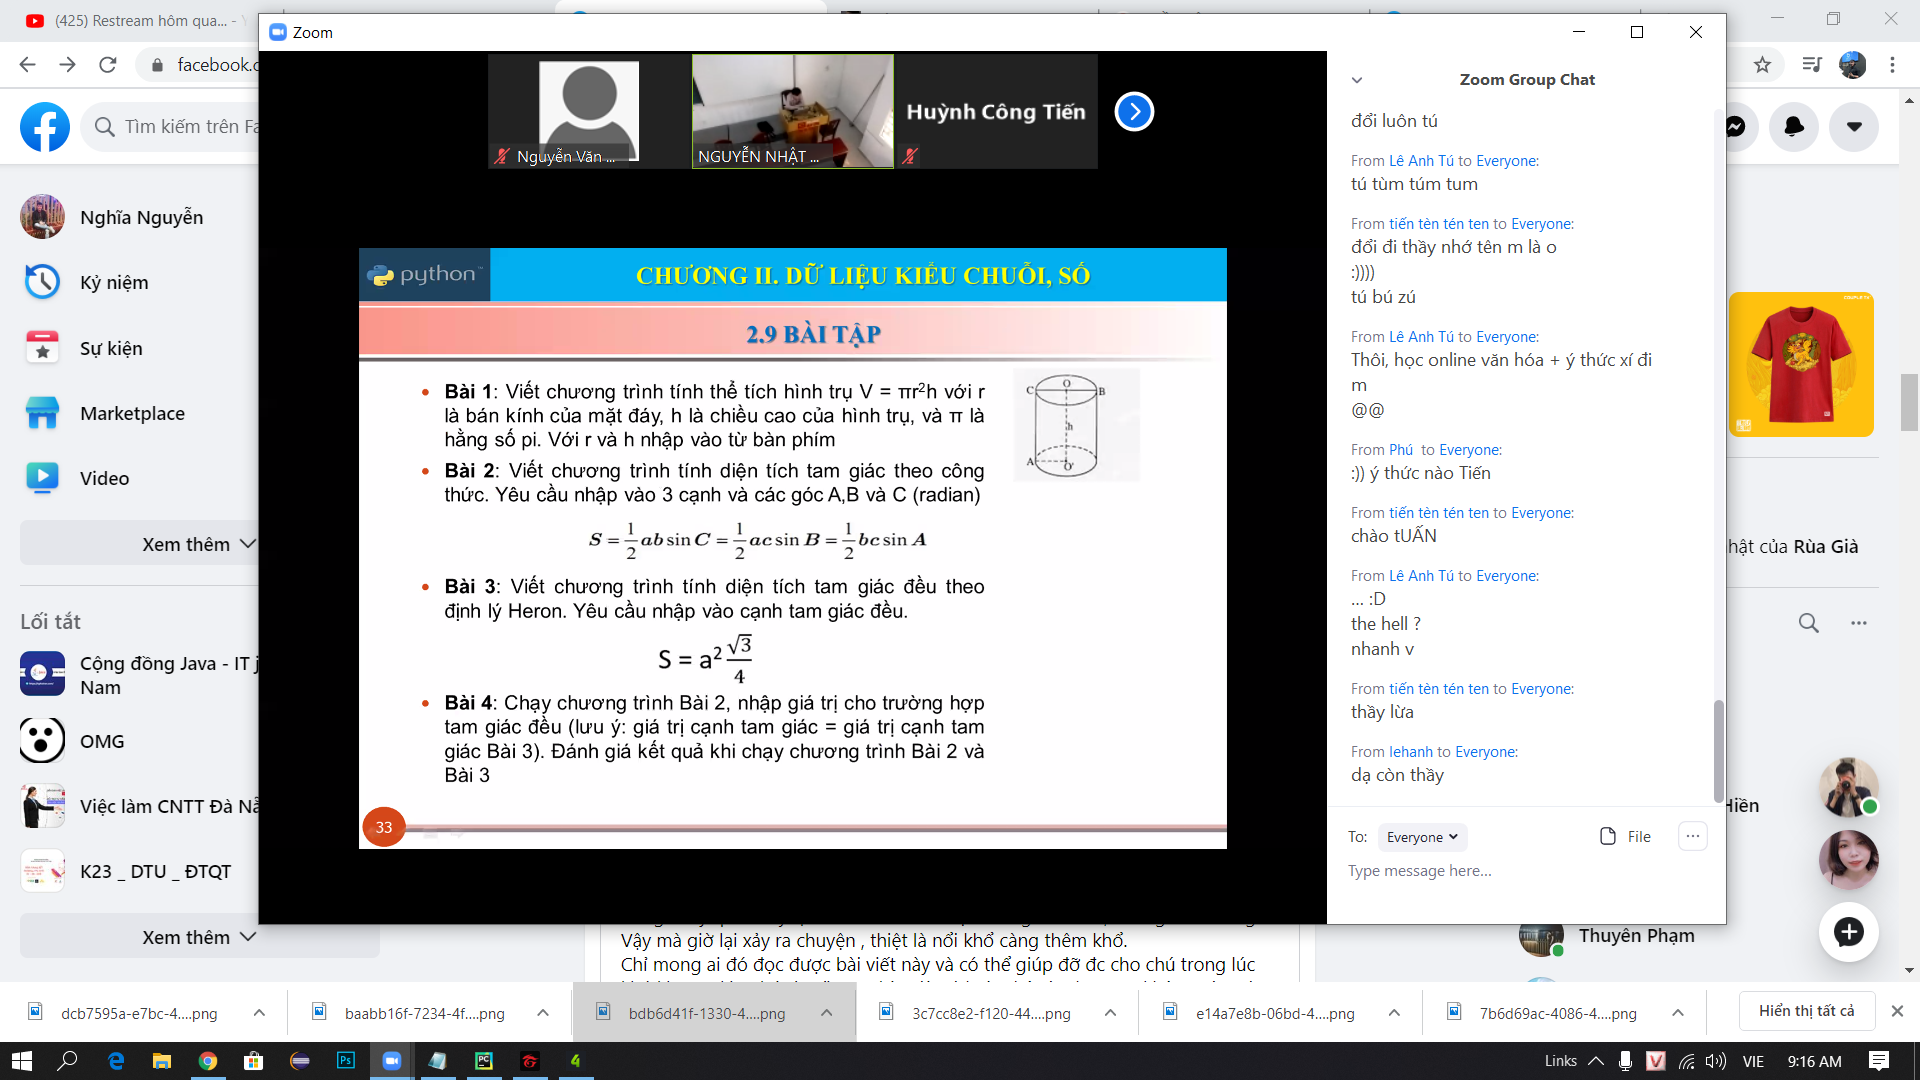 (425) Restream hôm qua... -
Zoom
facebook.c
Tìm kiếm trên Fa
Nghĩa Nguyễn
Kỷ niệm
Sự kiện
Marketplace
Video
Xem thêm
Lối tắt
Cộng đồng Java - IT j
Nam
OMG
Việc làm CNTT Đà Nẵ
K23 _ DTU _ ĐTQT
Xem thêm
Nguyễn Văn ...
NGUYỄN NHẬT ...
Huỳnh Công Tiến
python
CHƯƠNG II. DỮ LIỆU KIỂU CHUỖI, SỐ
2.9 BÀI TẬP
• Bài 1: Viết chương trình tính thể tích hình trụ V = πr²h với r
là bán kính của mặt đáy, h là chiều cao của hình trụ, và π là
hằng số pi. Với r và h nhập vào từ bàn phím
C O B
h
A O'
• Bài 2: Viết chương trình tính diện tích tam giác theo công
thức. Yêu cầu nhập vào 3 cạnh và các góc A,B và C (radian)
S = 1/2 ab sin C = 1/2 ac sin B = 1/2 bc sin A
• Bài 3: Viết chương trình tính diện tích tam giác đều theo
định lý Heron. Yêu cầu nhập vào cạnh tam giác đều.
S = a² √3/4
• Bài 4: Chạy chương trình Bài 2, nhập giá trị cho trường hợp
tam giác đều (lưu ý: giá trị cạnh tam giác = giá trị cạnh tam
giác Bài 3). Đánh giá kết quả khi chạy chương trình Bài 2 và
Bài 3
33
Zoom Group Chat
đổi luôn tú
From Lê Anh Tú to Everyone:
tú tùm túm tum
From tiến tèn tén ten to Everyone:
đổi đi thầy nhớ tên m là o
:))))
tú bú zú
From Lê Anh Tú to Everyone:
Thôi, học online văn hóa + ý thức xí đi
m
@@
From Phú to Everyone:
:)) ý thức nào Tiến
From tiến tèn tén ten to Everyone:
chào tUẤN
From Lê Anh Tú to Everyone:
... :D
the hell ?
nhanh v
From tiến tèn tén ten to Everyone:
thầy lừa
From lehanh to Everyone:
dạ còn thầy
To: Everyone
File
Type message here...
hật của Rùa Già
Hiền
Thuyên Phạm
Vậy mà giờ lại xảy ra chuyện , thiệt là nổi khổ càng thêm khổ.
Chỉ mong ai đó đọc được bài viết này và có thể giúp đỡ đc cho chú trong lúc
dcb7595a-e7bc-4....png
baabb16f-7234-4f....png
bdb6d41f-1330-4....png
3c7cc8e2-f120-44....png
e14a7e8b-06bd-4....png
7b6d69ac-4086-4....png
Hiển thị tất cả
Links
VIE
9:16 AM